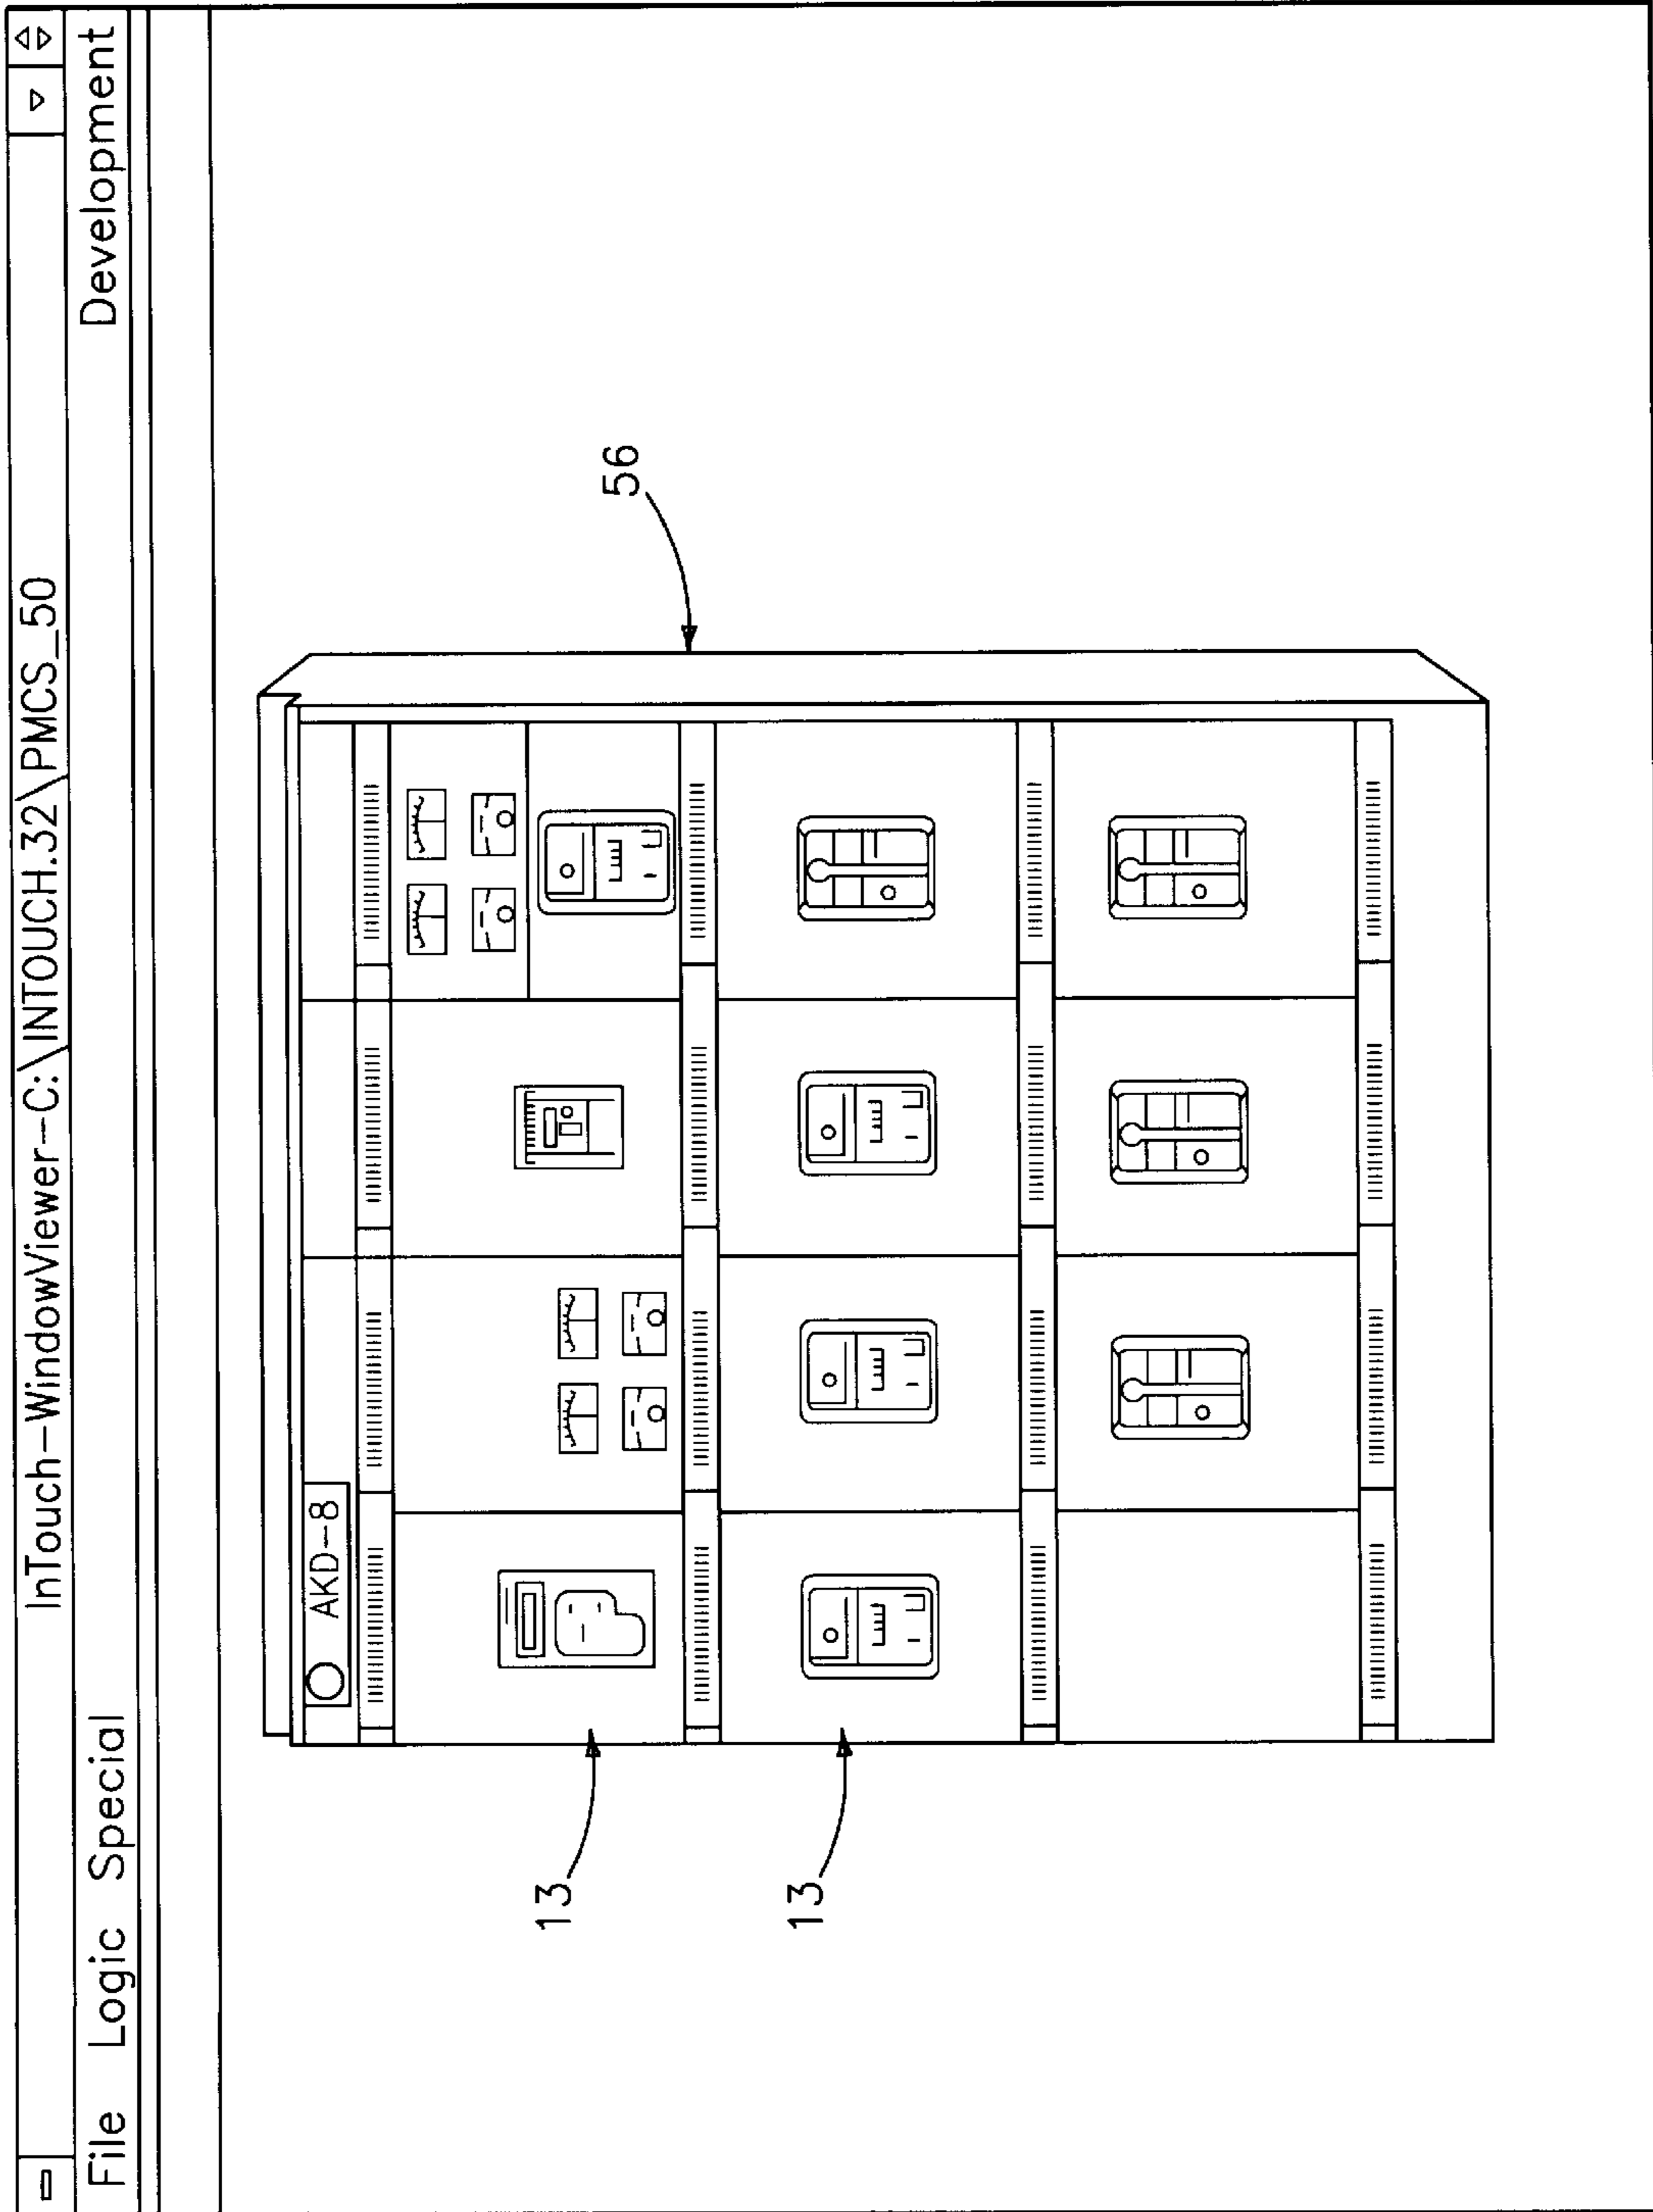 InTouch-WindowViewer-C:\INTOUCH.32\PMCS_50
File Logic Special Development
AKD-8
56
13
13